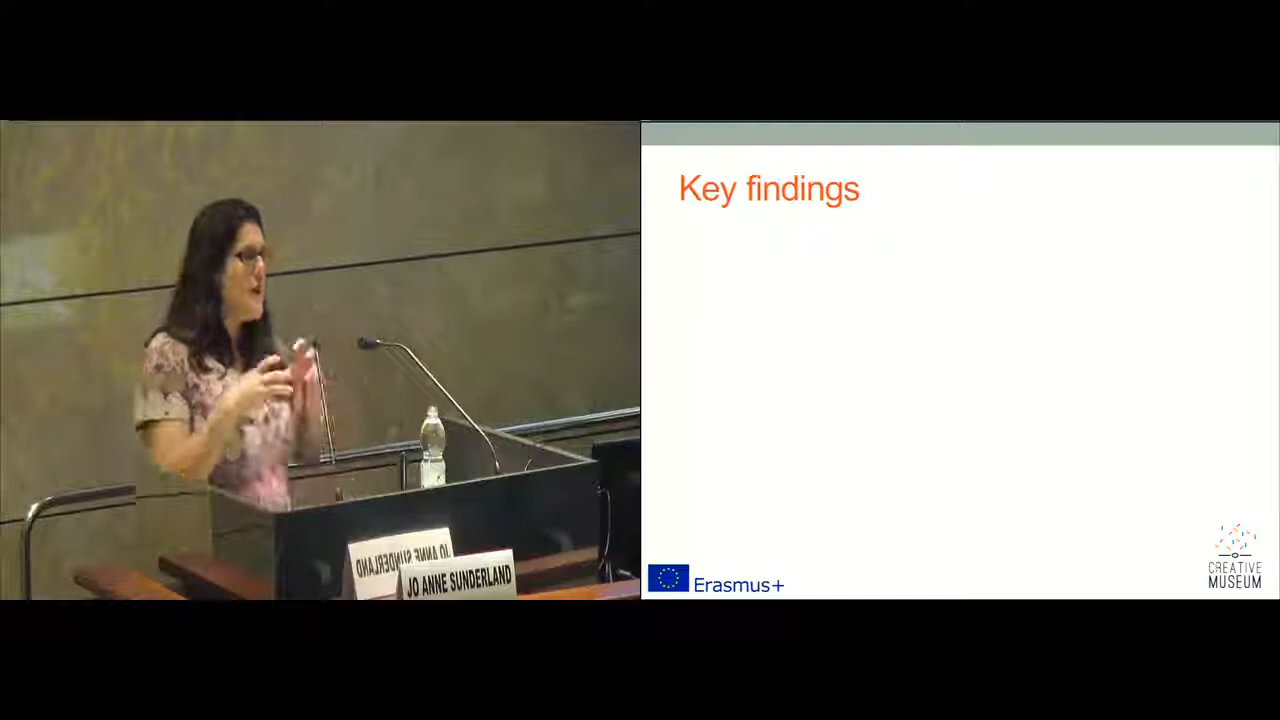 Key findings
JO ANNE SUNDERLAND
JO ANNE SUNDERLAND
Erasmus+
CREATIVE
MUSEUM